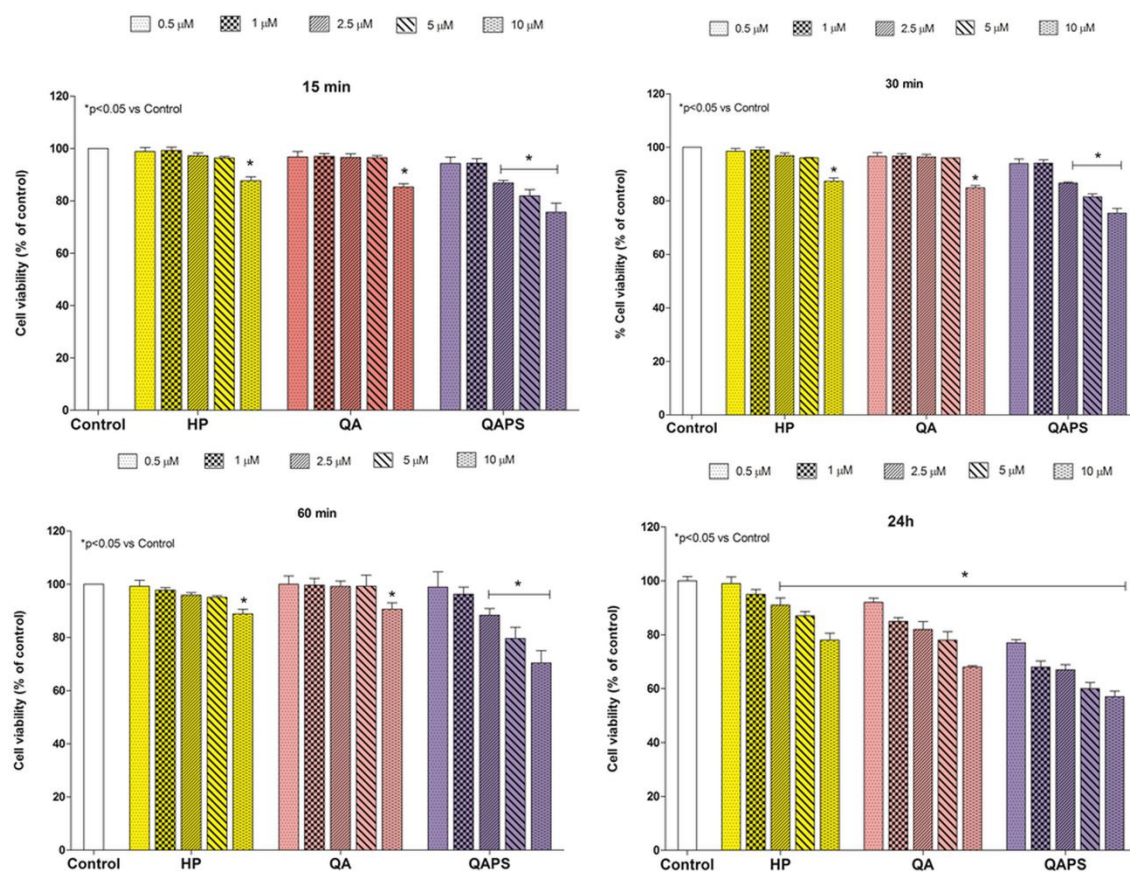 0.5 μM 1 μM 2.5 μM 5 μM 10 μM
15 min
*p<0.05 vs Control
Cell viability (% of control)
120
100
80
60
40
20
0
*
*
*
Control HP QA QAPS
0.5 μM 1 μM 2.5 μM 5 μM 10 μM
30 min
*p<0.05 vs Control
% Cell viability (% of control)
120
100
80
60
40
20
0
*
*
*
Control HP QA QAPS
0.5 μM 1 μM 2.5 μM 5 μM 10 μM
60 min
*p<0.05 vs Control
Cell viability (% of control)
120
100
80
60
40
20
0
*
*
*
Control HP QA QAPS
0.5 μM 1 μM 2.5 μM 5 μM 10 μM
24h
*p<0.05 vs Control
Cell viability (% of control)
120
100
80
60
40
20
0
*
Control HP QA QAPS